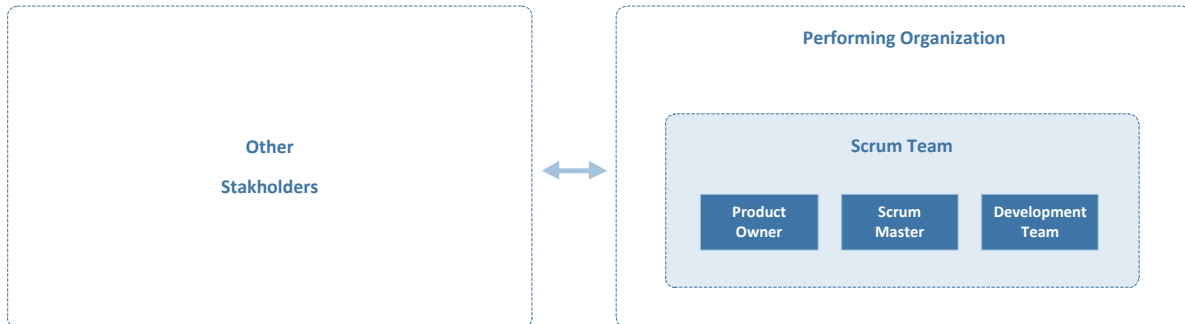 Other
Stakholders
Performing Organization
Scrum Team
Product
Owner
Scrum
Master
Development
Team